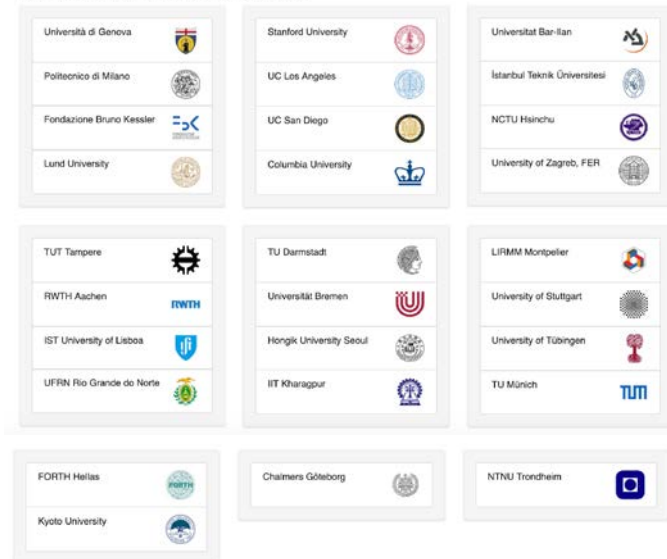 Università di Genova
Politecnico di Milano
Fondazione Bruno Kessler
Lund University
Stanford University
UC Los Angeles
UC San Diego
Columbia University
Universitat Bar-Ilan
İstanbul Teknik Üniversitesi
NCTU Hsinchu
University of Zagreb, FER
TUT Tampere
RWTH Aachen
RWTH
IST University of Lisboa
UFRN Rio Grande do Norte
TU Darmstadt
Universität Bremen
Hongik University Seoul
IIT Kharagpur
LIRMM Montpelier
University of Stuttgart
University of Tübingen
TU Münich
TUM
FORTH Hellas
FORTH
Kyoto University
Chalmers Göteborg
NTNU Trondheim